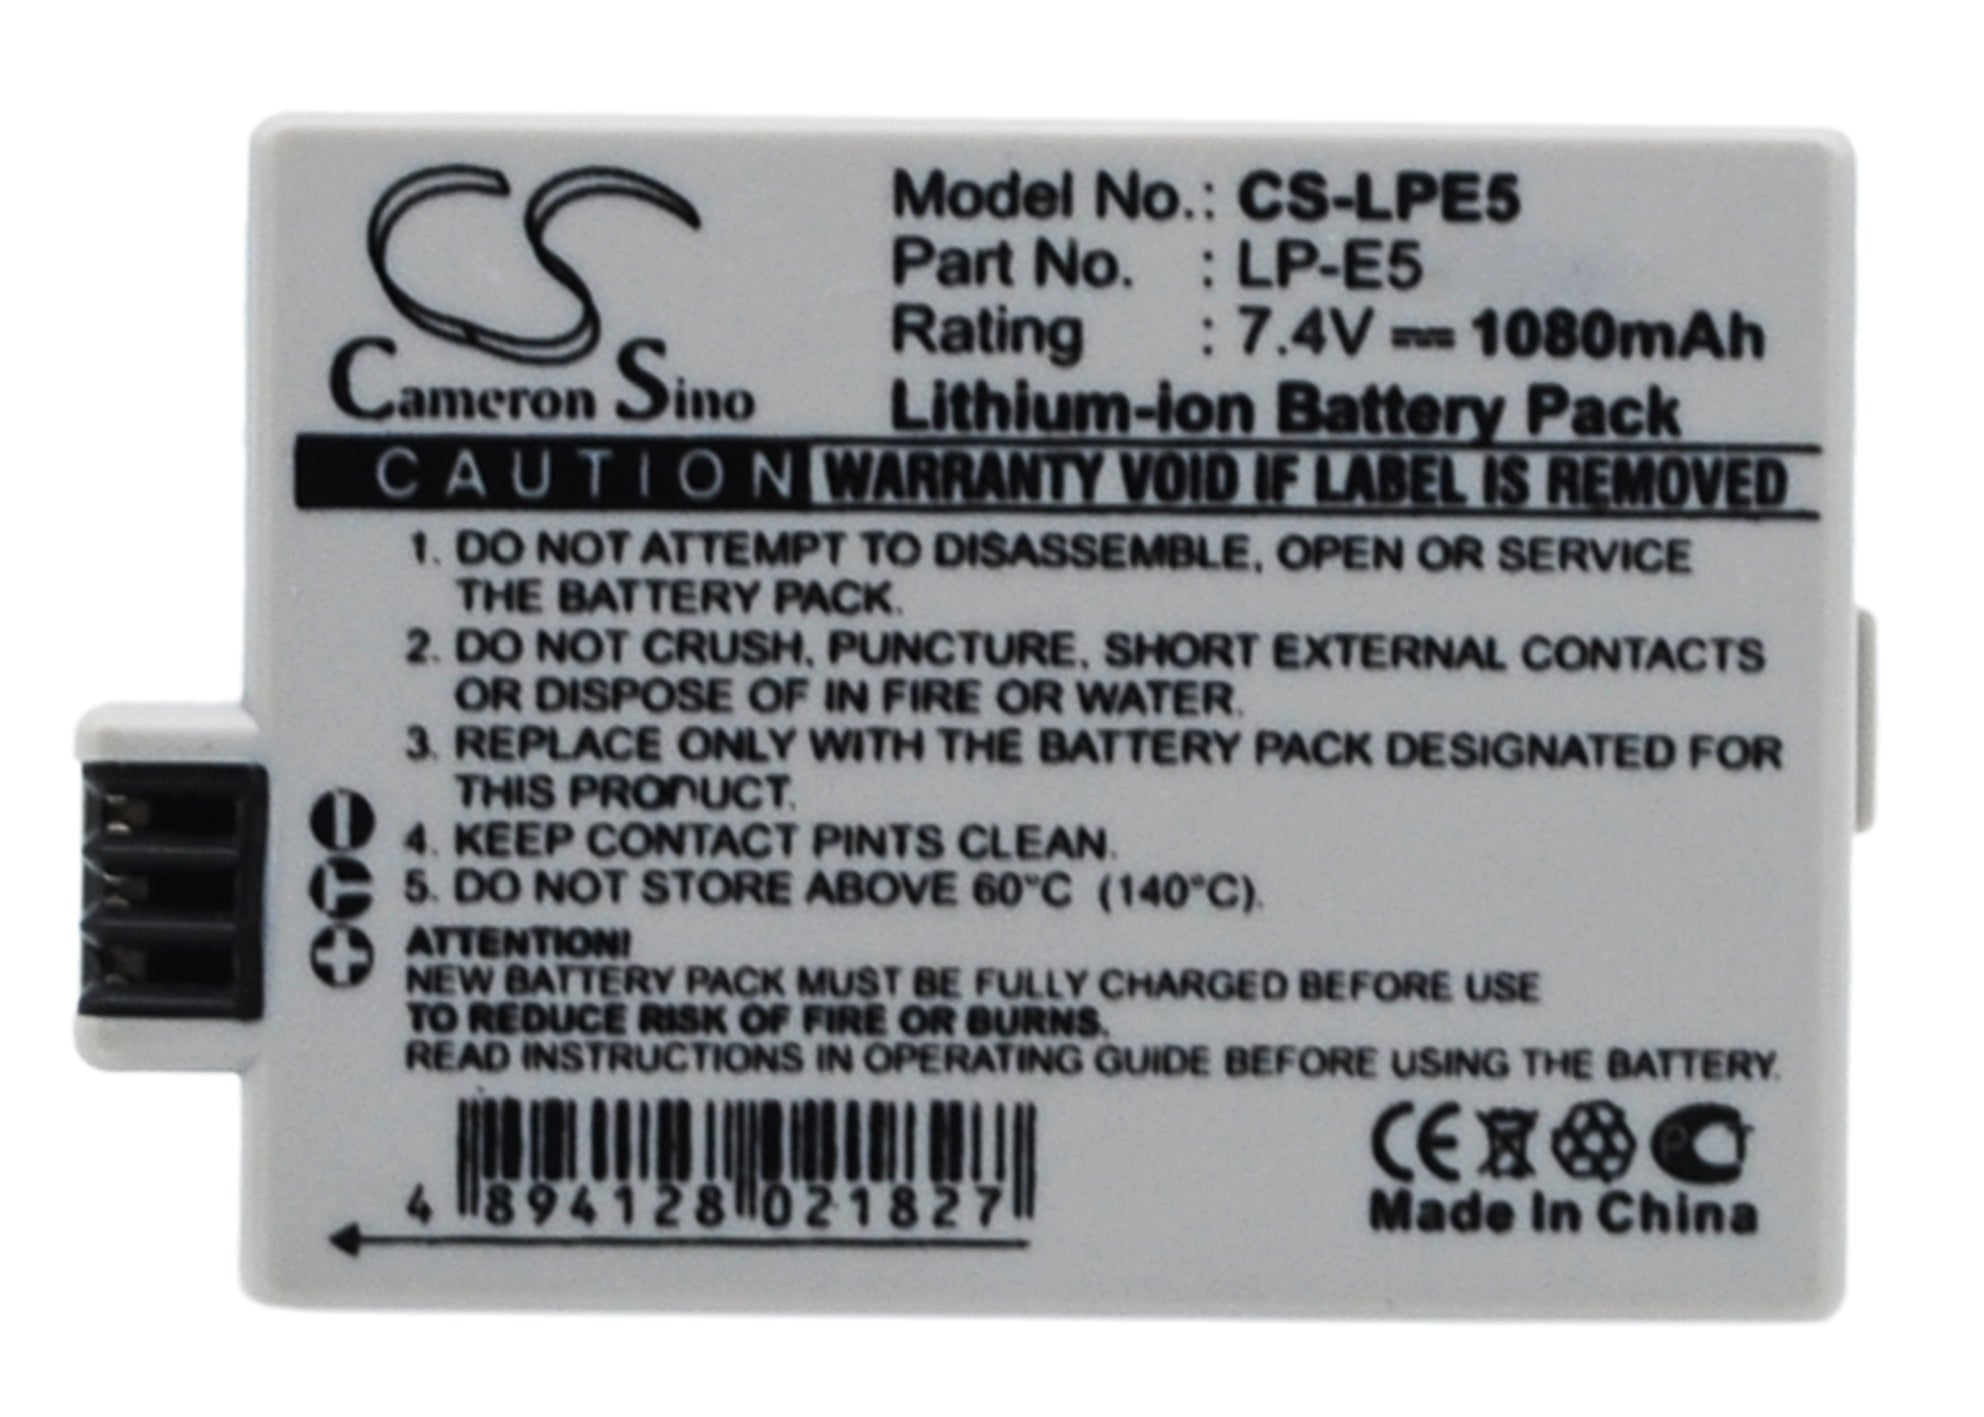 Cameron Sino
Model No.: CS-LPE5
Part No. : LP-E5
Rating : 7.4V ⎓ 1080mAh
Lithium-ion Battery Pack
CAUTION WARRANTY VOID IF LABEL IS REMOVED
1. DO NOT ATTEMPT TO DISASSEMBLE, OPEN OR SERVICE
THE BATTERY PACK.
2. DO NOT CRUSH, PUNCTURE, SHORT EXTERNAL CONTACTS
OR DISPOSE OF IN FIRE OR WATER.
3. REPLACE ONLY WITH THE BATTERY PACK DESIGNATED FOR
THIS PRODUCT.
4. KEEP CONTACT PINTS CLEAN.
5. DO NOT STORE ABOVE 60°C (140°C).
ATTENTION!
NEW BATTERY PACK MUST BE FULLY CHARGED BEFORE USE
TO REDUCE RISK OF FIRE OR BURNS.
READ INSTRUCTIONS IN OPERATING GUIDE BEFORE USING THE BATTERY.
4 894128 021827
CE
Made In China